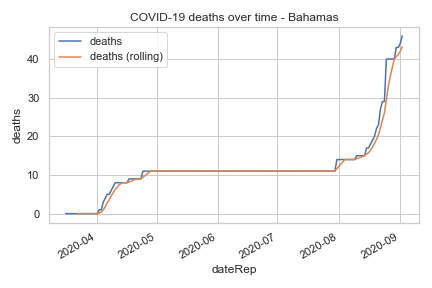 COVID-19 deaths over time - Bahamas
deaths
deaths (rolling)
deaths
40
30
20
10
0
2020-04
2020-05
2020-06
2020-07
2020-08
2020-09
dateRep